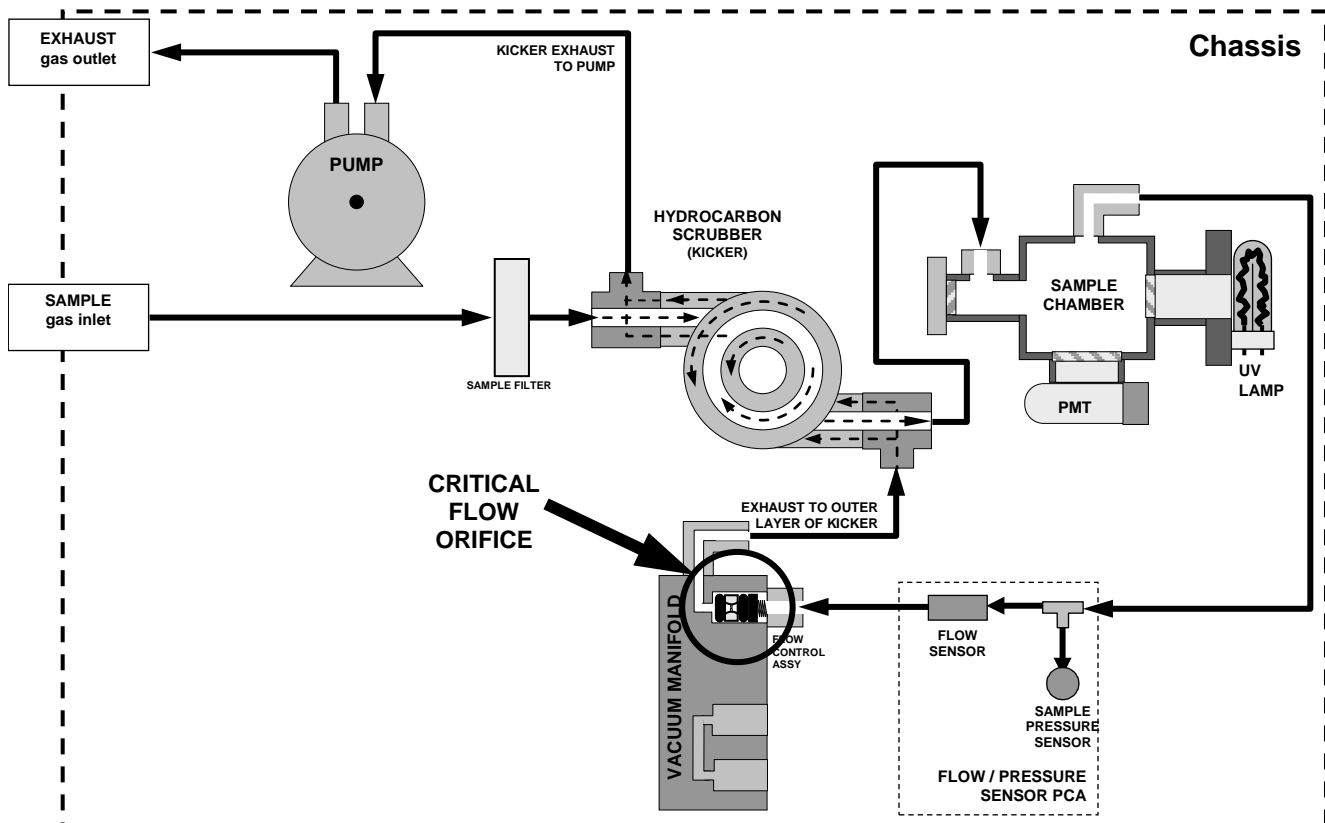 EXHAUST
gas outlet
KICKER EXHAUST
TO PUMP
Chassis
PUMP
HYDROCARBON
SCRUBBER
(KICKER)
SAMPLE
gas inlet
SAMPLE FILTER
SAMPLE
CHAMBER
UV
LAMP
PMT
CRITICAL
FLOW
ORIFICE
EXHAUST TO OUTER
LAYER OF KICKER
VACUUM MANIFOLD
FLOW
CONTROL
ASSY
FLOW
SENSOR
SAMPLE
PRESSURE
SENSOR
FLOW / PRESSURE
SENSOR PCA